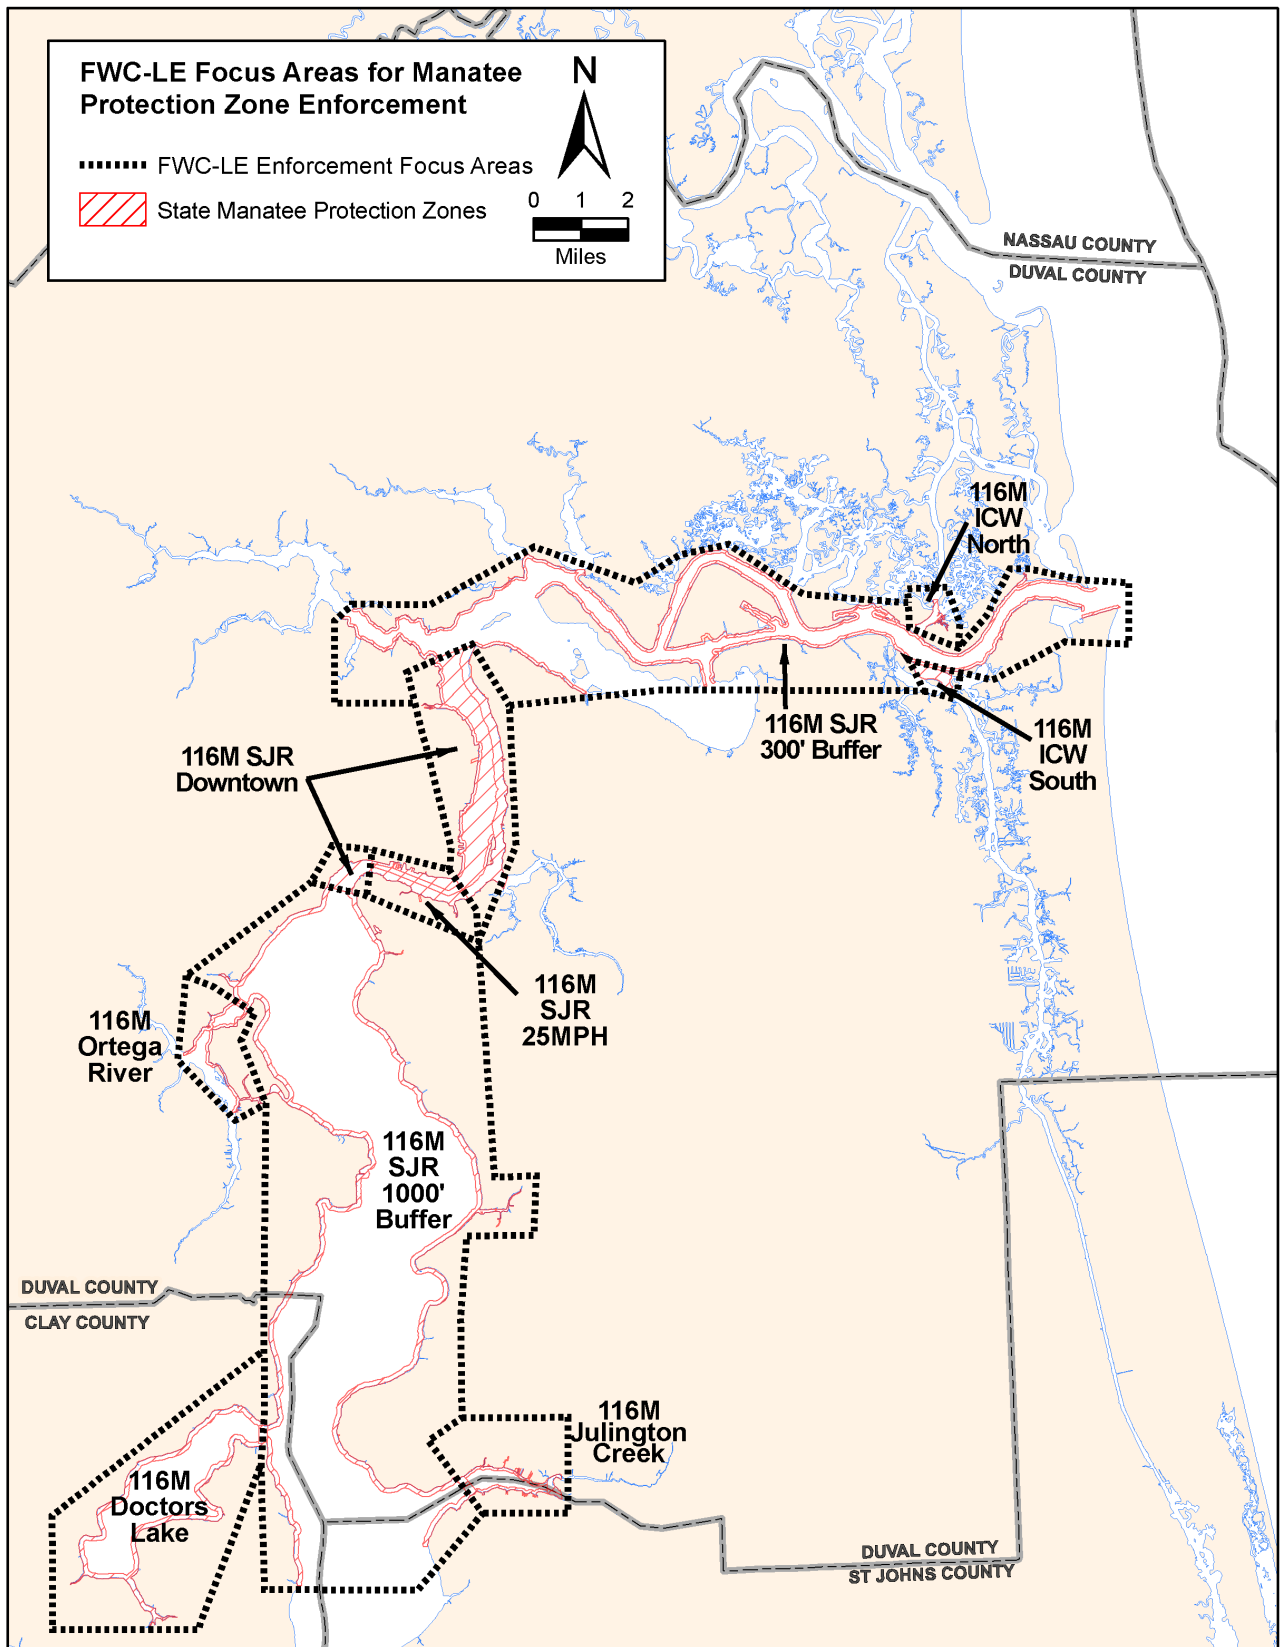 FWC-LE Focus Areas for Manatee
Protection Zone Enforcement
N
FWC-LE Enforcement Focus Areas
State Manatee Protection Zones
0 1 2
Miles
NASSAU COUNTY
DUVAL COUNTY
116M
ICW
North
116M SJR
300' Buffer
116M
ICW
South
116M SJR
Downtown
116M
SJR
25MPH
116M
Ortega
River
116M
SJR
1000'
Buffer
DUVAL COUNTY
CLAY COUNTY
116M
Julington
Creek
116M
Doctors
Lake
DUVAL COUNTY
ST JOHNS COUNTY